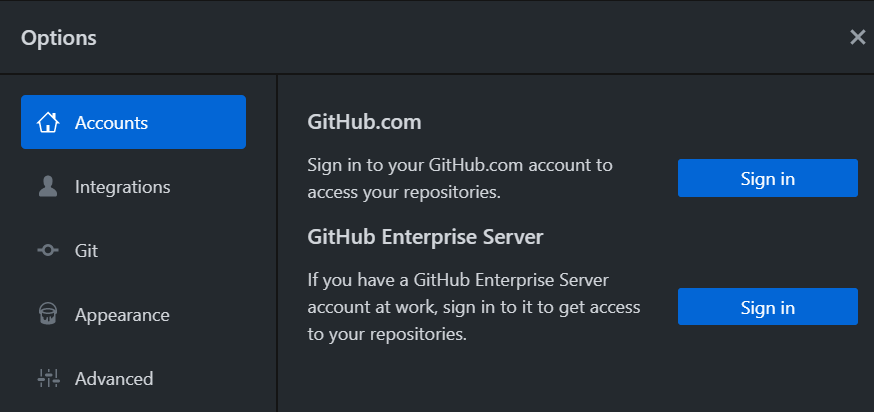 Options
Accounts
Integrations
Git
Appearance
Advanced
GitHub.com
Sign in to your GitHub.com account to
access your repositories.
Sign in
GitHub Enterprise Server
If you have a GitHub Enterprise Server
account at work, sign in to it to get access
to your repositories.
Sign in